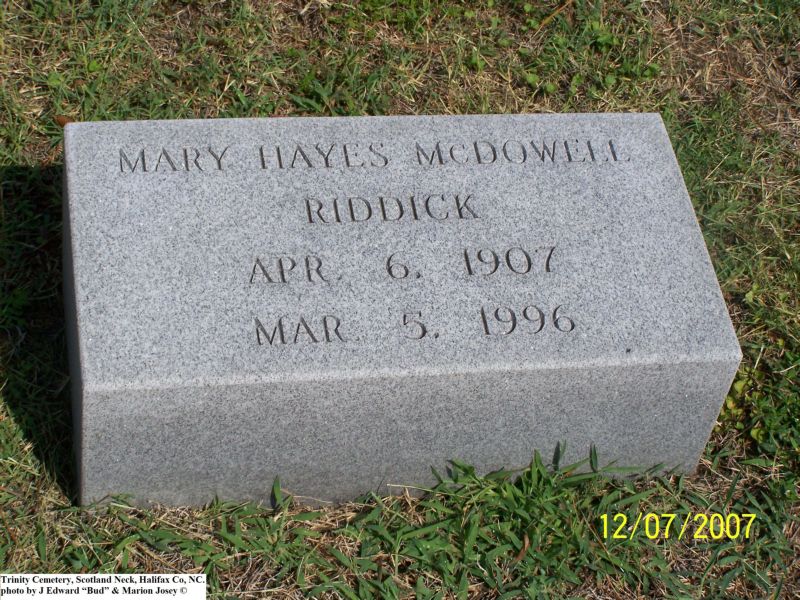 MARY HAYES McDOWELL
RIDDICK
APR. 6. 1907
MAR. 5. 1996
12/07/2007
Trinity Cemetery, Scotland Neck, Halifax Co, NC.
photo by J Edward “Bud” & Marion Josey ©